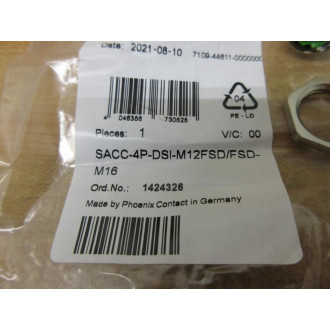 Date: 2021-08-10 7109-44611-0000000
4 046356 730525
04
PE - LD
Pieces: 1 V/C: 00
SACC-4P-DSI-M12FSD/FSD-
M16
Ord.No.: 1424326
Made by Phoenix Contact in Germany